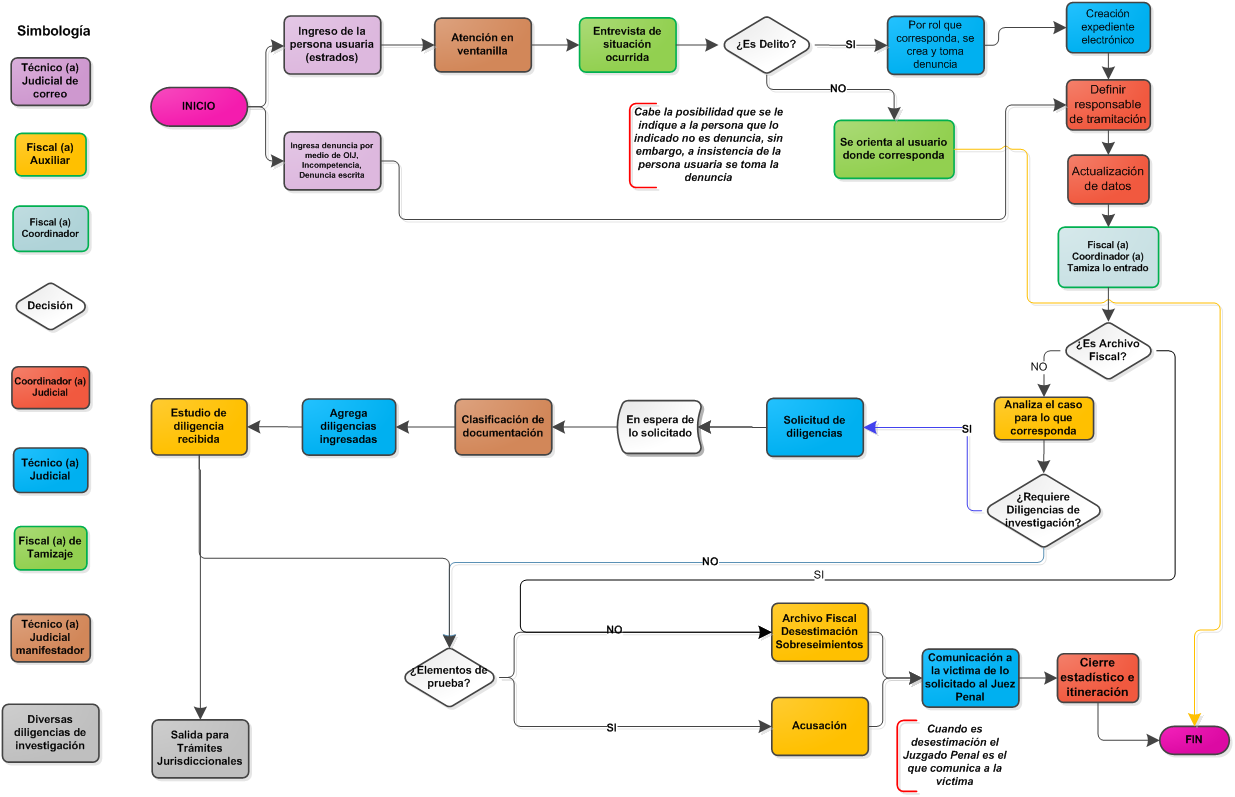 Simbología
Técnico (a)
Judicial de
correo
Fiscal (a)
Auxiliar
Fiscal (a)
Coordinador
Decisión
Coordinador (a)
Judicial
Técnico (a)
Judicial
Fiscal (a) de
Tamizaje
Técnico (a)
Judicial
manifestador
Diversas
diligencias de
investigación
INICIO
Ingreso de la
persona usuaria
(estrados)
Atención en
ventanilla
Entrevista de
situación
ocurrida
¿Es Delito?
SI
NO
Por rol que
corresponda, se
crea y toma
denuncia
Creación
expediente
electrónico
Ingresa denuncia por
medio de OIJ,
Incompetencia,
Denuncia escrita
Cabe la posibilidad que se le
indique a la persona que lo
indicado no es denuncia, sin
embargo, a insistencia de la
persona usuaria se toma la
denuncia
Se orienta al usuario
donde corresponda
Definir
responsable
de tramitación
Actualización
de datos
Fiscal (a)
Coordinador (a)
Tamiza lo entrado
¿Es Archivo
Fiscal?
NO
Analiza el caso
para lo que
corresponda
¿Requiere
Diligencias de
investigación?
SI
Solicitud de
diligencias
En espera de
lo solicitado
Clasificación de
documentación
Agrega
diligencias
ingresadas
Estudio de
diligencia
recibida
NO
SI
Salida para
Trámites
Jurisdiccionales
¿Elementos de
prueba?
NO
SI
Archivo Fiscal
Desestimación
Sobreseimientos
Acusación
Comunicación a
la victima de lo
solicitado al Juez
Penal
Cuando es
desestimación el
Juzgado Penal es el
que comunica a la
víctima
Cierre
estadístico e
itineración
FIN